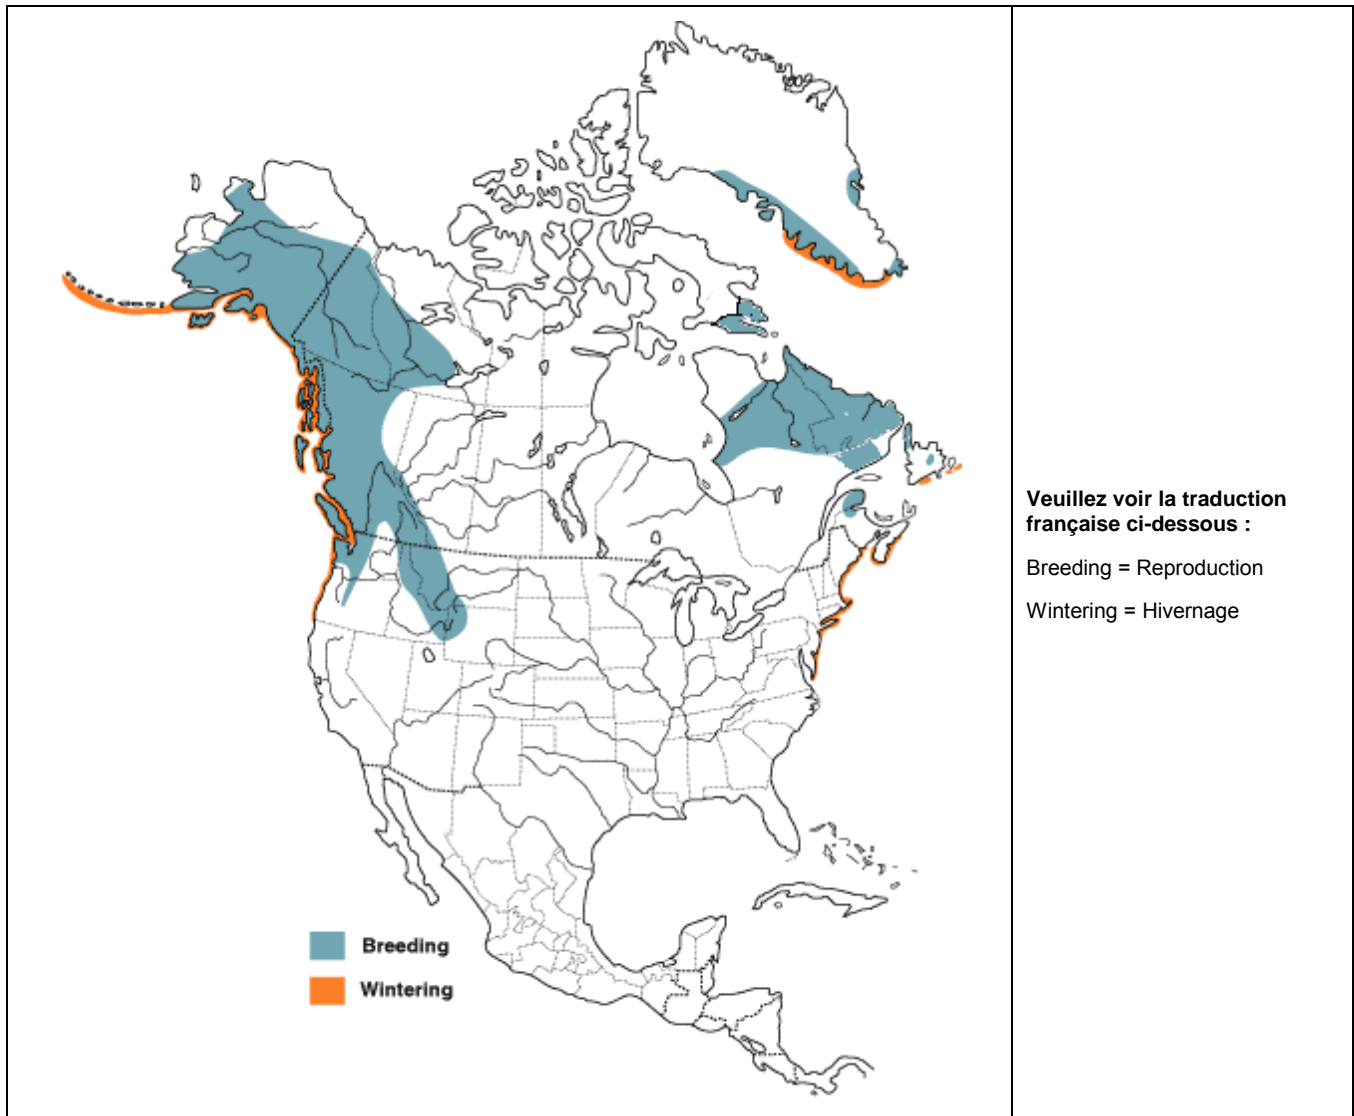 Breeding
Wintering
Veuillez voir la traduction
française ci-dessous :
Breeding = Reproduction
Wintering = Hivernage